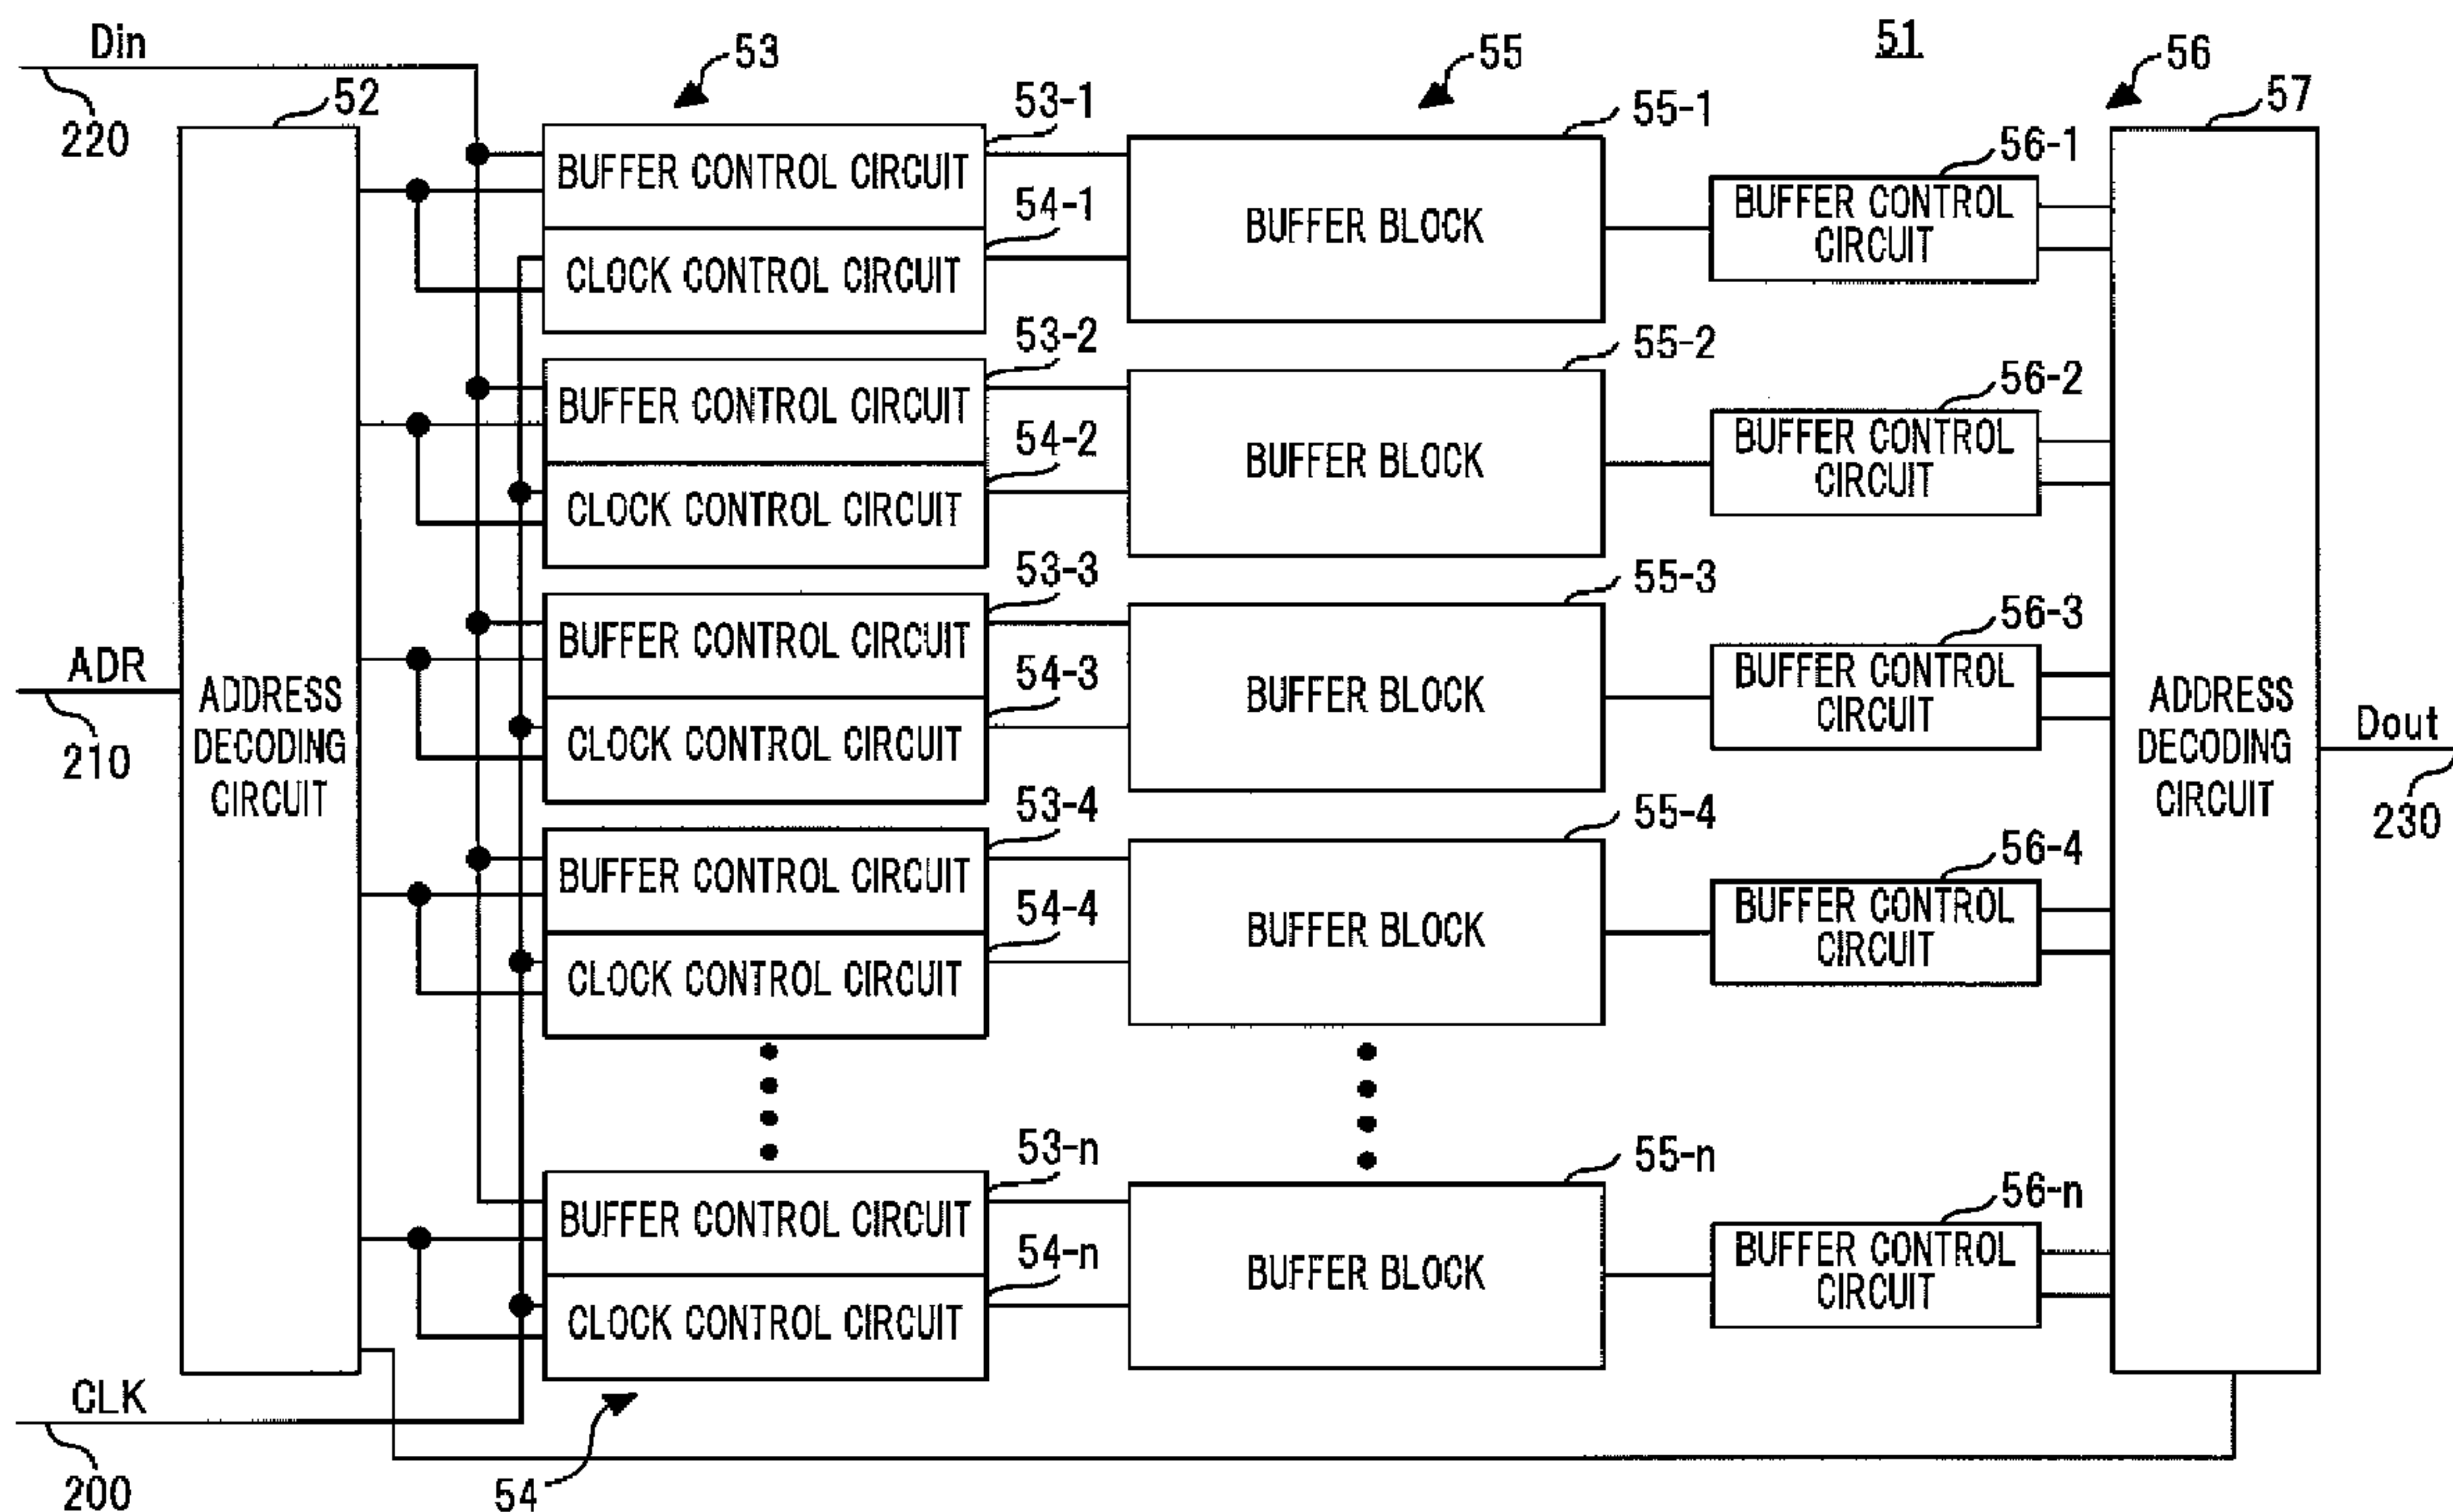 Din
220
52
53
53-1
55
55-1
51
56
57
56-1
BUFFER CONTROL CIRCUIT
54-1
CLOCK CONTROL CIRCUIT
BUFFER BLOCK
BUFFER CONTROL
CIRCUIT
53-2
55-2
56-2
BUFFER CONTROL CIRCUIT
54-2
CLOCK CONTROL CIRCUIT
BUFFER BLOCK
BUFFER CONTROL
CIRCUIT
53-3
55-3
56-3
BUFFER CONTROL CIRCUIT
54-3
CLOCK CONTROL CIRCUIT
BUFFER BLOCK
BUFFER CONTROL
CIRCUIT
ADR
210
ADDRESS
DECODING
CIRCUIT
ADDRESS
DECODING
CIRCUIT
Dout
230
53-4
55-4
56-4
BUFFER CONTROL CIRCUIT
54-4
CLOCK CONTROL CIRCUIT
BUFFER BLOCK
BUFFER CONTROL
CIRCUIT
53-n
55-n
56-n
BUFFER CONTROL CIRCUIT
54-n
CLOCK CONTROL CIRCUIT
BUFFER BLOCK
BUFFER CONTROL
CIRCUIT
CLK
200
54